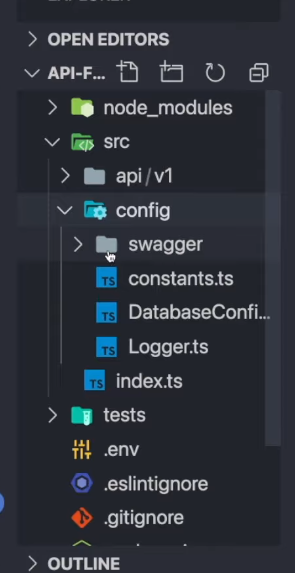 OPEN EDITORS
API-F...
node_modules
src
api/v1
config
swagger
TS constants.ts
TS DatabaseConfi...
TS Logger.ts
TS index.ts
tests
.env
.eslintignore
.gitignore
OUTLINE